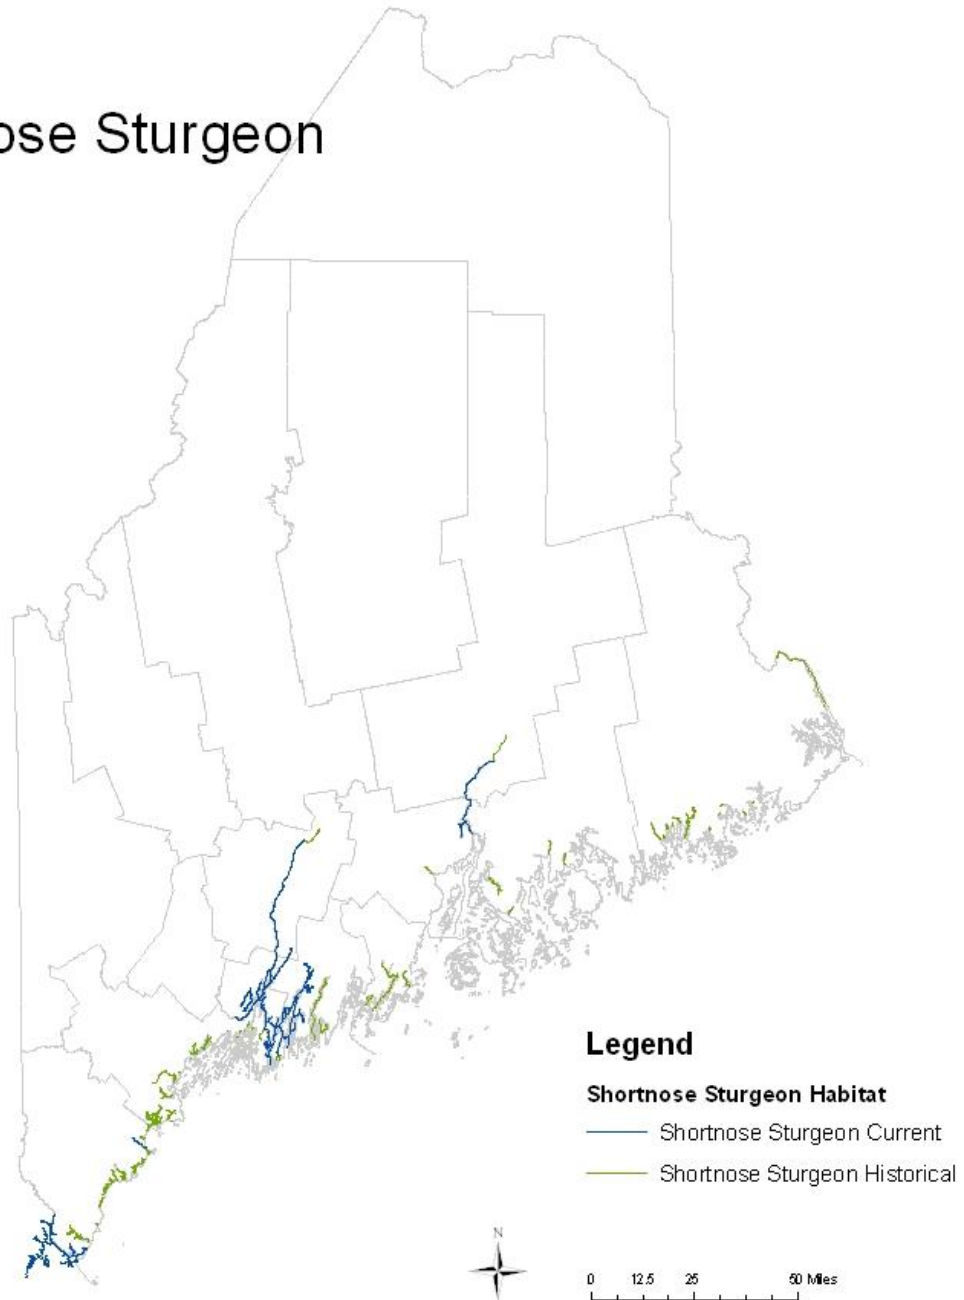 ose Sturgeon
Legend
Shortnose Sturgeon Habitat
Shortnose Sturgeon Current
Shortnose Sturgeon Historical
N
0 12.5 25 50 Miles